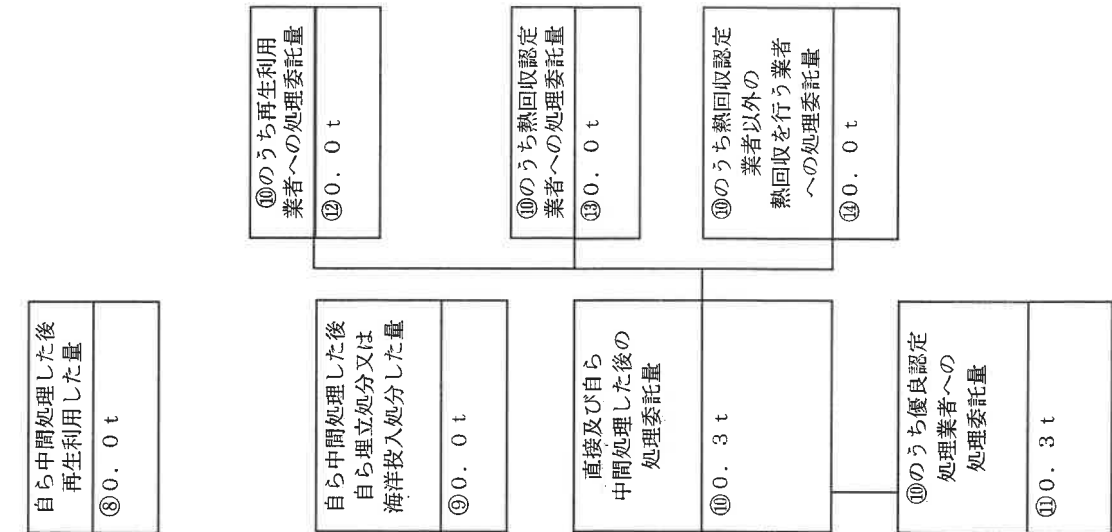 自ら中間処理した後
再生利用した量
⑧0.0t
自ら中間処理した後
自ら埋立処分又は
海洋投入処分した量
⑨0.0t
直接及び自ら
中間処理した後の
処理委託量
⑩0.3t
⑩のうち優良認定
処理業者への
処理委託量
⑪0.3t
⑩のうち再生利用
業者への処理委託量
⑫0.0t
⑩のうち熱回収認定
業者への処理委託量
⑬0.0t
⑩のうち熱回収認定
業者以外の
熱回収を行う業者
への処理委託量
⑭0.0t